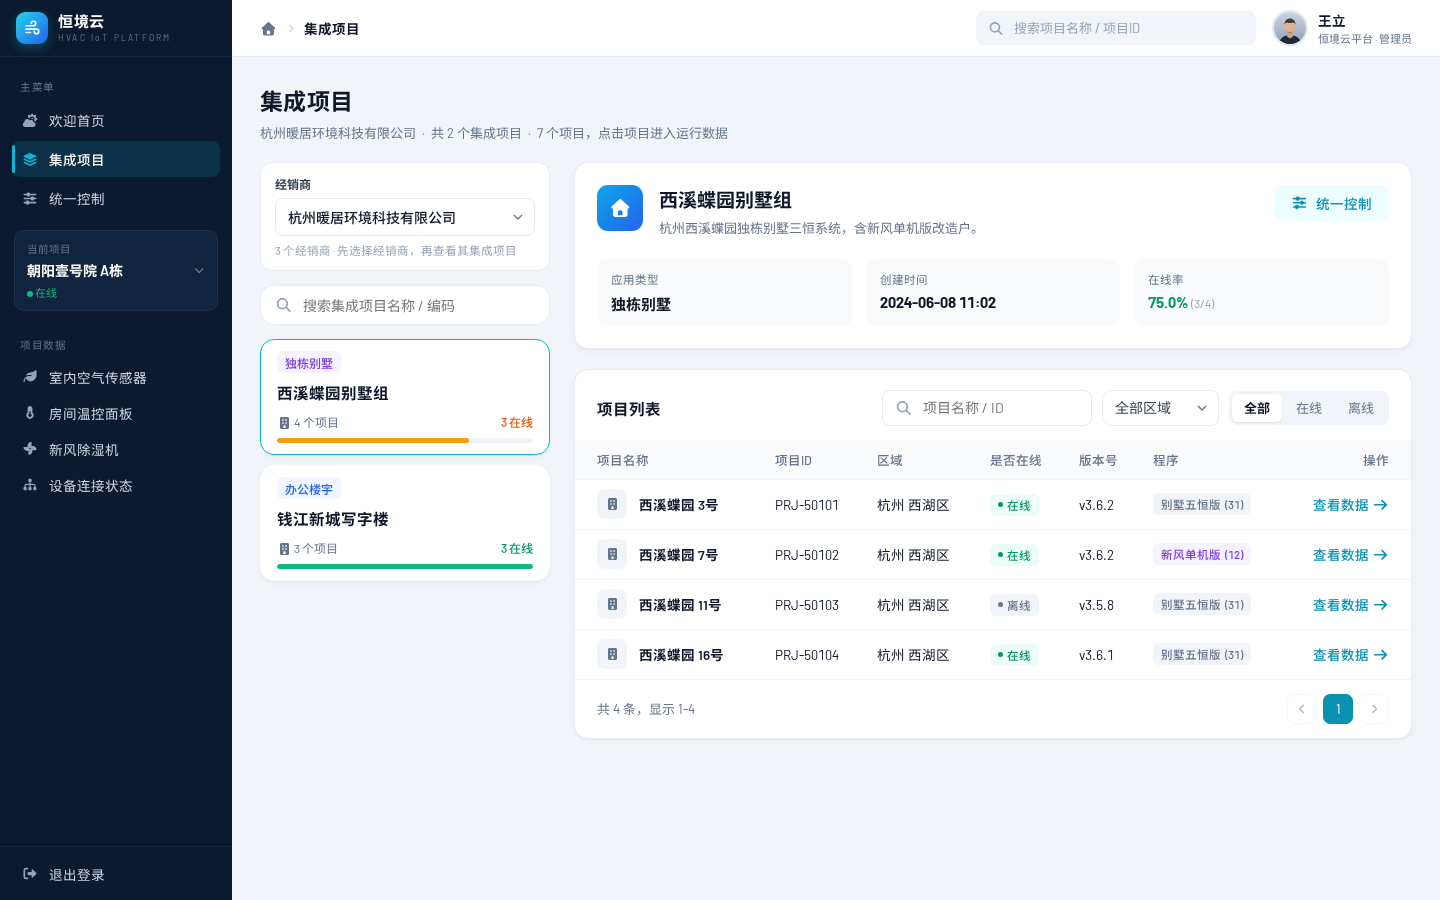 恒境云
HVAC IoT PLATFORM
主菜单
欢迎首页
集成项目
统一控制
当前项目
朝阳壹号院 A栋
在线
项目数据
室内空气传感器
房间温控面板
新风除湿机
设备连接状态
退出登录
集成项目
搜索项目名称 / 项目ID
王立
恒境云平台 · 管理员
集成项目
杭州暖居环境科技有限公司 · 共 2 个集成项目 · 7 个项目，点击项目进入运行数据
经销商
杭州暖居环境科技有限公司
3 个经销商 · 先选择经销商，再查看其集成项目
搜索集成项目名称 / 编码
独栋别墅
西溪蝶园别墅组
4 个项目 3 在线
办公楼宇
钱江新城写字楼
3 个项目 3 在线
西溪蝶园别墅组
杭州西溪蝶园独栋别墅三恒系统，含新风单机版改造户。
统一控制
应用类型
独栋别墅
创建时间
2024-06-08 11:02
在线率
75.0% (3/4)
项目列表
项目名称 / ID
全部区域
全部 在线 离线
项目名称 项目ID 区域 是否在线 版本号 程序 操作
西溪蝶园 3号 PRJ-50101 杭州 西湖区 在线 v3.6.2 别墅五恒版 (31) 查看数据
西溪蝶园 7号 PRJ-50102 杭州 西湖区 在线 v3.6.2 新风单机版 (12) 查看数据
西溪蝶园 11号 PRJ-50103 杭州 西湖区 离线 v3.5.8 别墅五恒版 (31) 查看数据
西溪蝶园 16号 PRJ-50104 杭州 西湖区 在线 v3.6.1 别墅五恒版 (31) 查看数据
共 4 条，显示 1-4
1